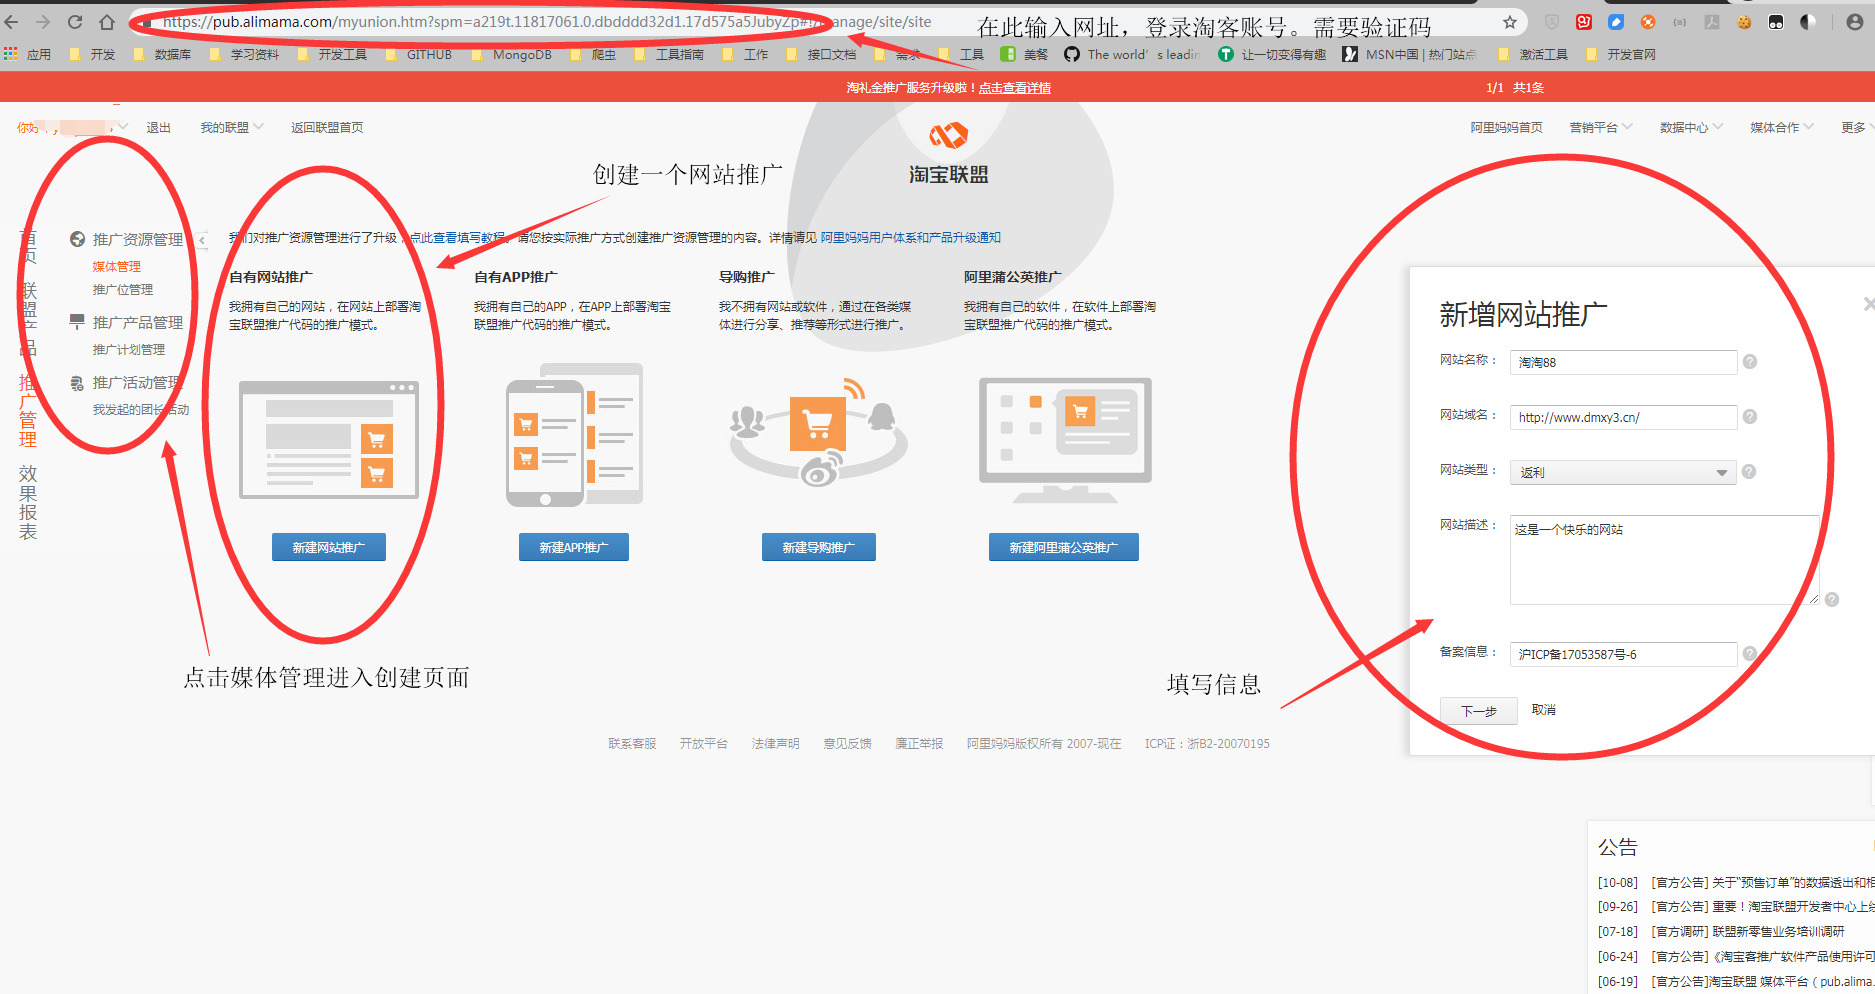 https://pub.alimama.com/myunion.htm?spm=a219t.11817061.0.dbdddd32d1.17d575a5JubyZp#!/manage/site/site
在此输入网址，登录淘客账号。需要验证码
应用 开发 数据库 学习资料 开发工具 GITHUB MongoDB 爬虫 工具指南 工作 接口文档 需求 工具 美餐 The world's leadin 让一切变得有趣 MSN中国 | 热门站点 激活工具 开发官网
淘礼金推广服务升级啦！点击查看详情 1/1 共1条
你好 退出 我的联盟 返回联盟首页 阿里妈妈首页 营销平台 数据中心 媒体合作 更多
淘宝联盟
创建一个网站推广
首页
联盟产品
推广管理
效果报表
推广资源管理
媒体管理
推广位管理
推广产品管理
推广计划管理
推广活动管理
我发起的团长活动
我们对推广资源管理进行了升级，点此查看填写教程。请您按实际推广方式创建推广资源管理的内容。详情请见 阿里妈妈用户体系和产品升级通知
自有网站推广
我拥有自己的网站，在网站上部署淘
宝联盟推广代码的推广模式。
新建网站推广
自有APP推广
我拥有自己的APP，在APP上部署淘宝
联盟推广代码的推广模式。
新建APP推广
导购推广
我不拥有网站或软件，通过在各类媒
体进行分享、推荐等形式进行推广。
新建导购推广
阿里蒲公英推广
我拥有自己的软件，在软件上部署淘
宝联盟推广代码的推广模式。
新建阿里蒲公英推广
点击媒体管理进入创建页面
填写信息
新增网站推广
网站名称： 淘淘88
网站域名： http://www.dmxy3.cn/
网站类型： 返利
网站描述： 这是一个快乐的网站
备案信息： 沪ICP备17053587号-6
下一步 取消
联系客服 开放平台 法律声明 意见反馈 廉正举报 阿里妈妈版权所有 2007-现在 ICP证：浙B2-20070195
公告
[10-08] [官方公告] 关于“预售订单”的数据透出和相
[09-26] [官方公告] 重要！淘宝联盟开发者中心上线
[07-18] [官方调研] 联盟新零售业务培训调研
[06-24] [官方公告]《淘宝客推广软件产品使用许可
[06-19] [官方公告]淘宝联盟 媒体平台（pub.alima.